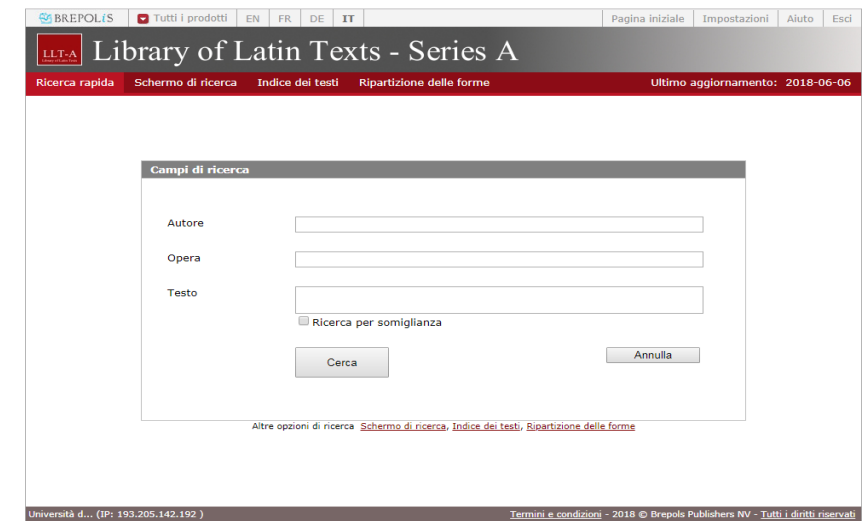 BREPOLiS Tutti i prodotti EN FR DE IT Pagina iniziale Impostazioni Aiuto Esci
LLT-A Library of Latin Texts - Series A
Ricerca rapida Schermo di ricerca Indice dei testi Ripartizione delle forme Ultimo aggiornamento: 2018-06-06
Campi di ricerca
Autore
Opera
Testo
Ricerca per somiglianza
Cerca Annulla
Altre opzioni di ricerca Schermo di ricerca, Indice dei testi, Ripartizione delle forme
Università d... (IP: 193.205.142.192 ) Termini e condizioni - 2018 © Brepols Publishers NV - Tutti i diritti riservati